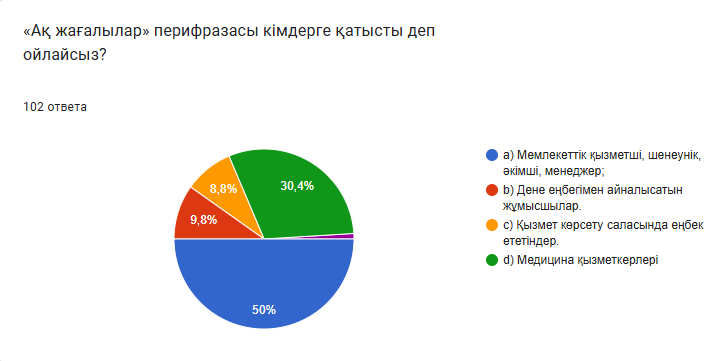 «Ақ жағалылар» перифразасы кімдерге қатысты деп
ойлайсыз?
102 ответа
30,4%
8,8%
9,8%
50%
a) Мемлекеттік қызметші, шенеунік,
әкімші, менеджер;
b) Дене еңбегімен айналысатын
жұмысшылар.
c) Қызмет көрсету саласында еңбек
ететіндер.
d) Медицина қызметкерлері